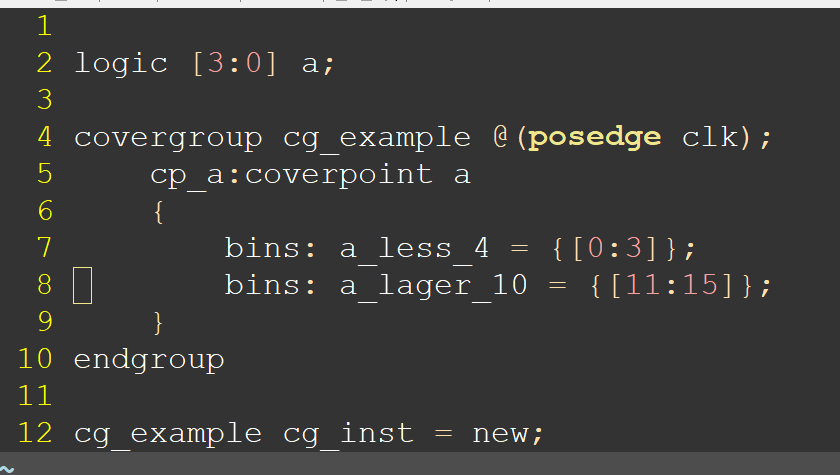 1
2 logic [3:0] a;
3
4 covergroup cg_example @(posedge clk);
5     cp_a:coverpoint a
6     {
7         bins: a_less_4 = {[0:3]};
8         bins: a_lager_10 = {[11:15]};
9     }
10 endgroup
11
12 cg_example cg_inst = new;
~